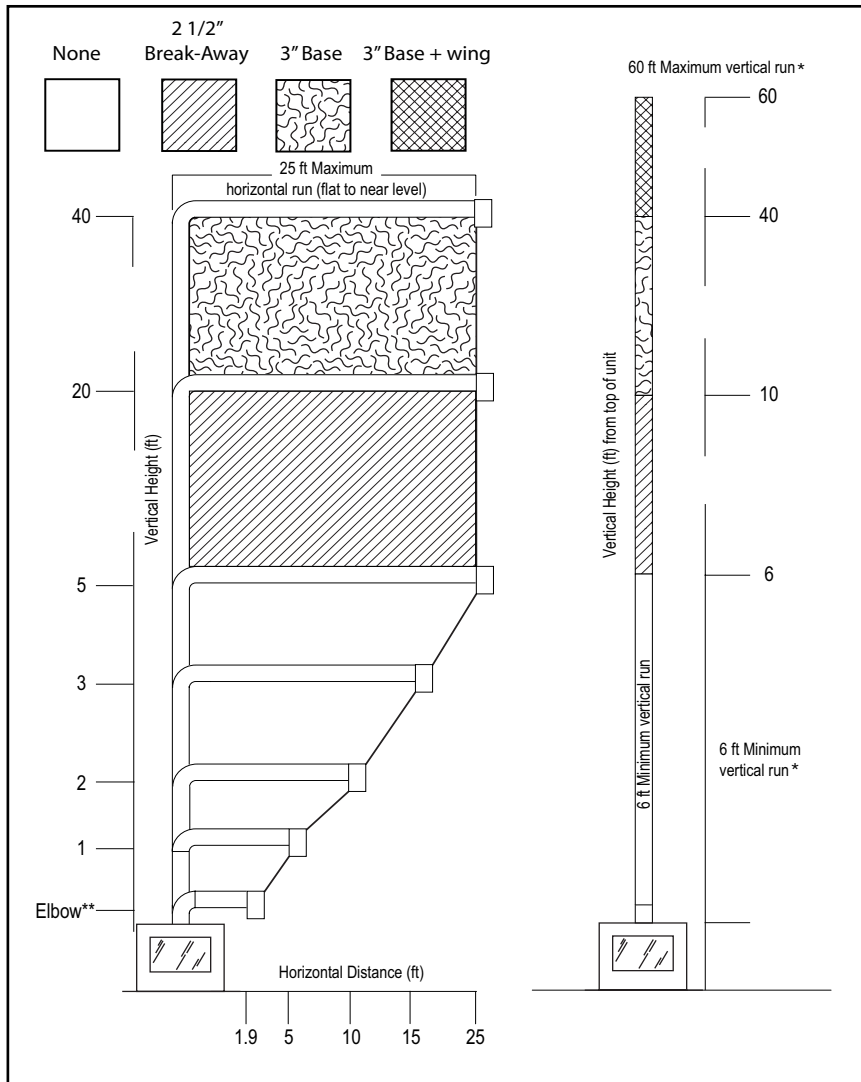 None
2 1/2”
Break-Away
3” Base
3” Base + wing
25 ft Maximum
horizontal run (flat to near level)
40
20
5
3
2
1
Elbow**
Vertical Height (ft)
Horizontal Distance (ft)
1.9
5
10
15
25
60 ft Maximum vertical run *
60
40
10
6
Vertical Height (ft) from top of unit
6 ft Minimum vertical run
6 ft Minimum
vertical run *